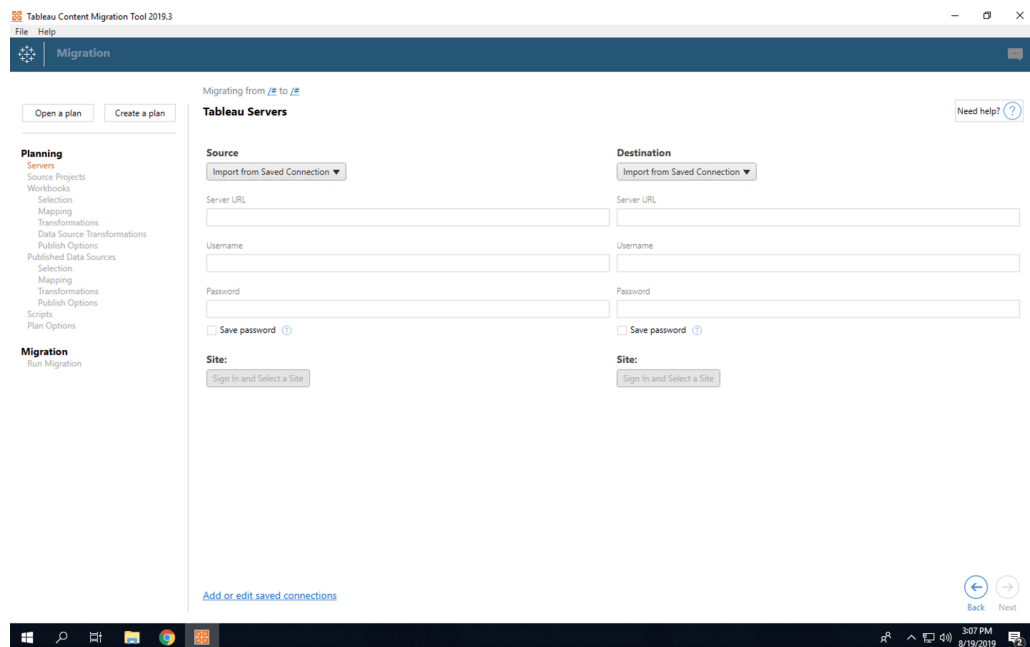 Tableau Content Migration Tool 2019.3
File Help
Migration
Open a plan Create a plan
Planning
Servers
Source Projects
Workbooks
Selection
Mapping
Transformations
Data Source Transformations
Publish Options
Published Data Sources
Selection
Mapping
Transformations
Publish Options
Scripts
Plan Options
Migration
Run Migration
Migrating from /# to /#
Tableau Servers
Need help? ?
Source
Import from Saved Connection ▼
Server URL
Username
Password
Save password ?
Site:
Sign In and Select a Site
Destination
Import from Saved Connection ▼
Server URL
Username
Password
Save password ?
Site:
Sign In and Select a Site
Add or edit saved connections
Back Next
3:07 PM
8/19/2019
2